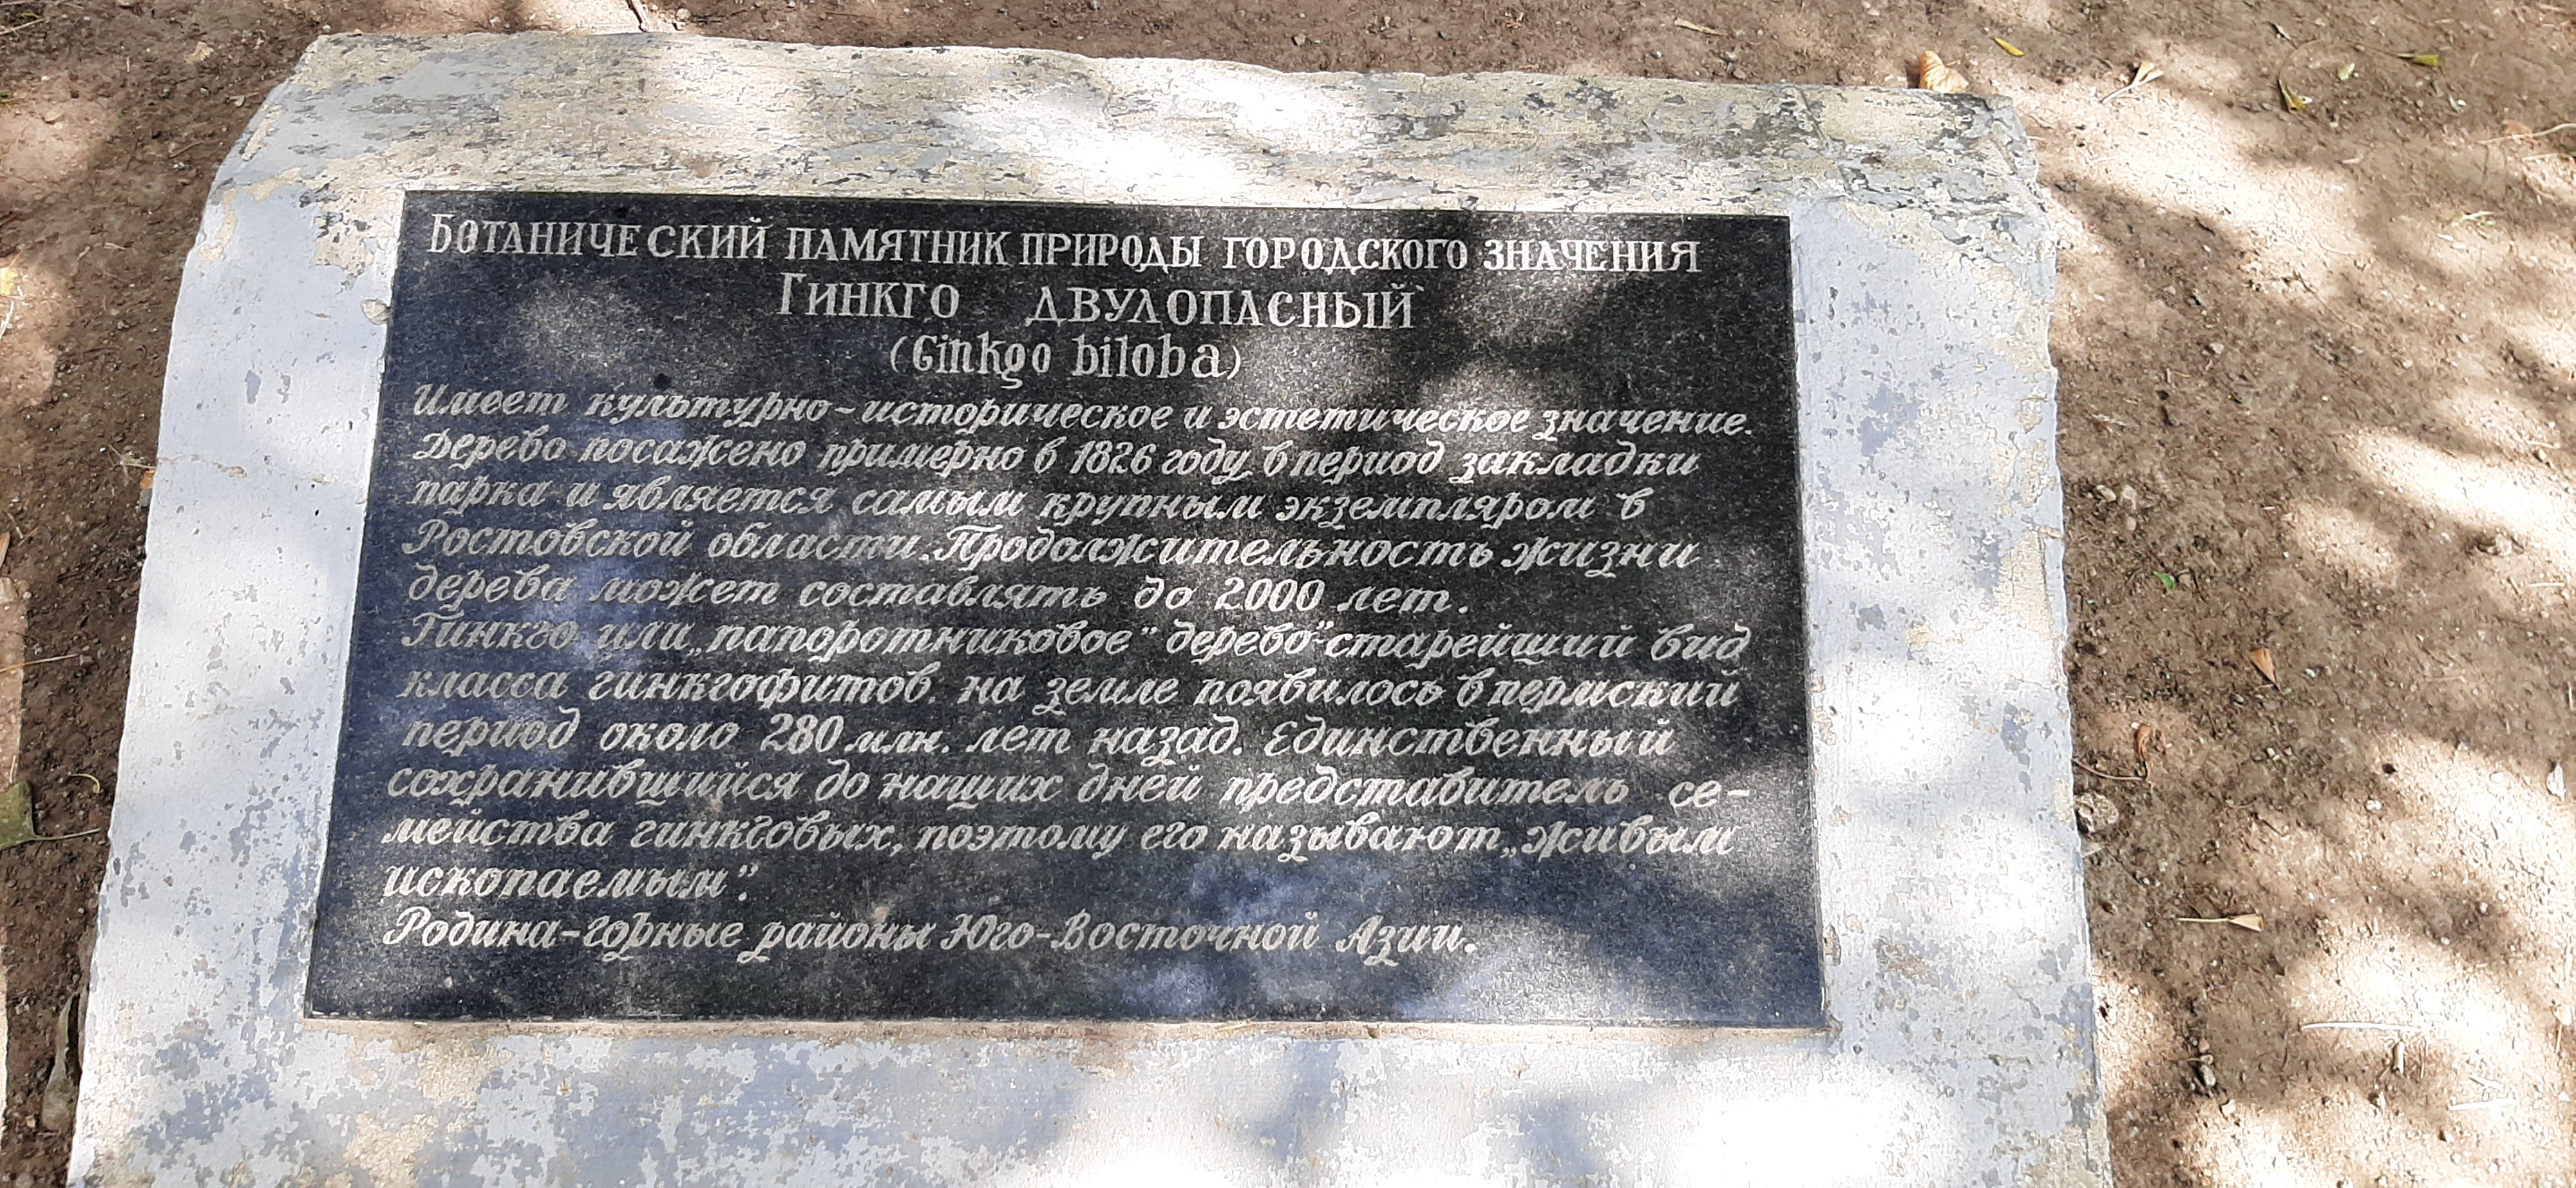 Ботанический памятник природы городского значения
Гинкго двулопасный
(Ginkgo biloba)
Имеет культурно-историческое и эстетическое значение.
Дерево посажено примерно в 1826 году в период закладки
парка и является самым крупным экземпляром в
Ростовской области. Продолжительность жизни
дерева может составлять до 2000 лет.
Гинкго или „папоротниковое" дерево"-старейший вид
класса гинкгофитов. на земле появилось в пермский
период около 280 млн. лет назад. Единственный
сохранившийся до наших дней представитель се-
мейства гинкговых, поэтому его называют „живым
ископаемым".
Родина-горные районы Юго-Восточной Азии.